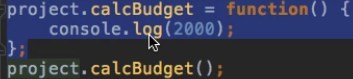 project.calcBudget = function() {
    console.log(2000);
};
project.calcBudget();